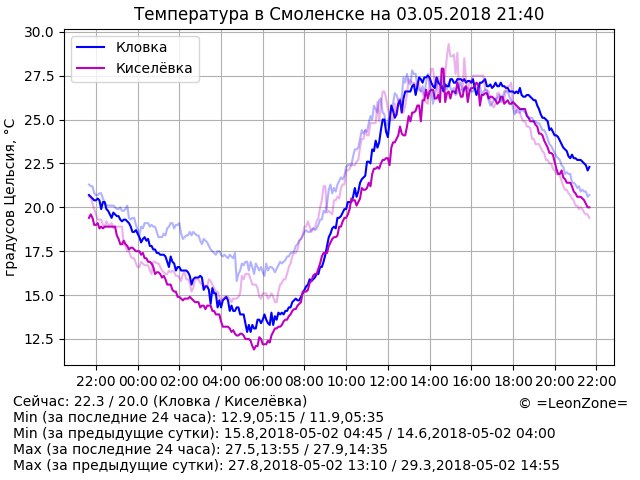 Температура в Смоленске на 03.05.2018 21:40
Кловка
Киселёвка
градусов Цельсия, °C
30.0
27.5
25.0
22.5
20.0
17.5
15.0
12.5
22:00 00:00 02:00 04:00 06:00 08:00 10:00 12:00 14:00 16:00 18:00 20:00 22:00
Сейчас: 22.3 / 20.0 (Кловка / Киселёвка)
© =LeonZone=
Min (за последние 24 часа): 12.9,05:15 / 11.9,05:35
Min (за предыдущие сутки): 15.8,2018-05-02 04:45 / 14.6,2018-05-02 04:00
Max (за последние 24 часа): 27.5,13:55 / 27.9,14:35
Max (за предыдущие сутки): 27.8,2018-05-02 13:10 / 29.3,2018-05-02 14:55